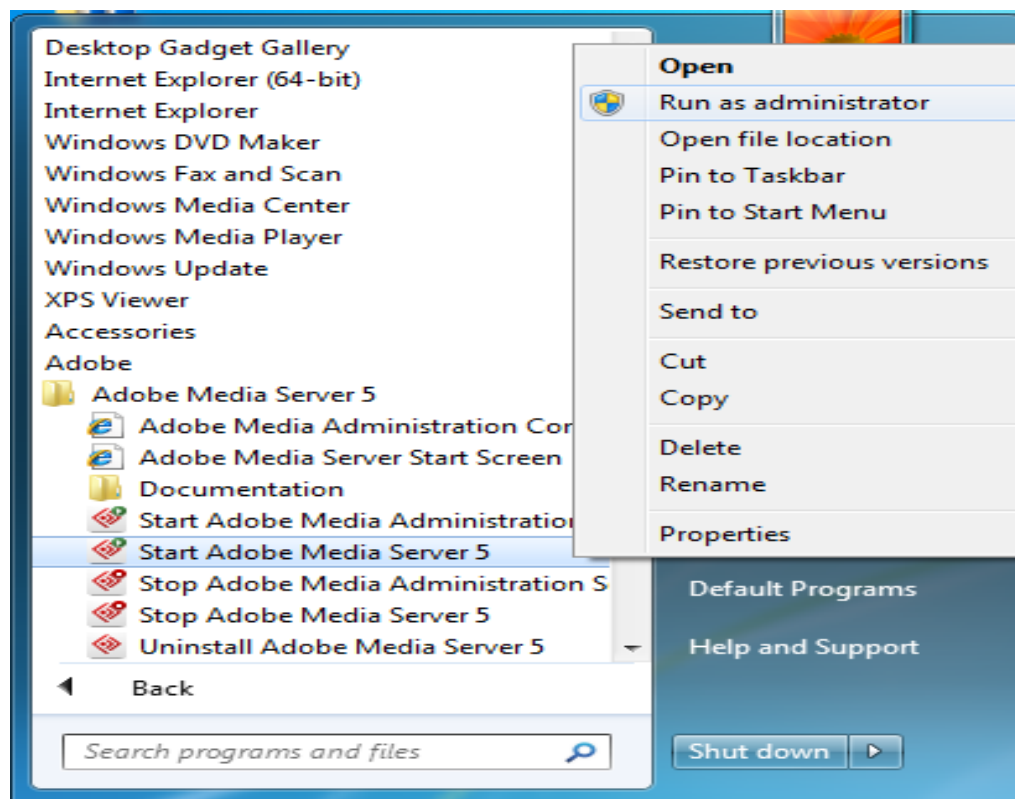 Desktop Gadget Gallery
Internet Explorer (64-bit)
Internet Explorer
Windows DVD Maker
Windows Fax and Scan
Windows Media Center
Windows Media Player
Windows Update
XPS Viewer
Accessories
Adobe
Adobe Media Server 5
Adobe Media Administration Cor
Adobe Media Server Start Screen
Documentation
Start Adobe Media Administration
Start Adobe Media Server 5
Stop Adobe Media Administration S
Stop Adobe Media Server 5
Uninstall Adobe Media Server 5
Back
Search programs and files
Open
Run as administrator
Open file location
Pin to Taskbar
Pin to Start Menu
Restore previous versions
Send to
Cut
Copy
Delete
Rename
Properties
Default Programs
Help and Support
Shut down